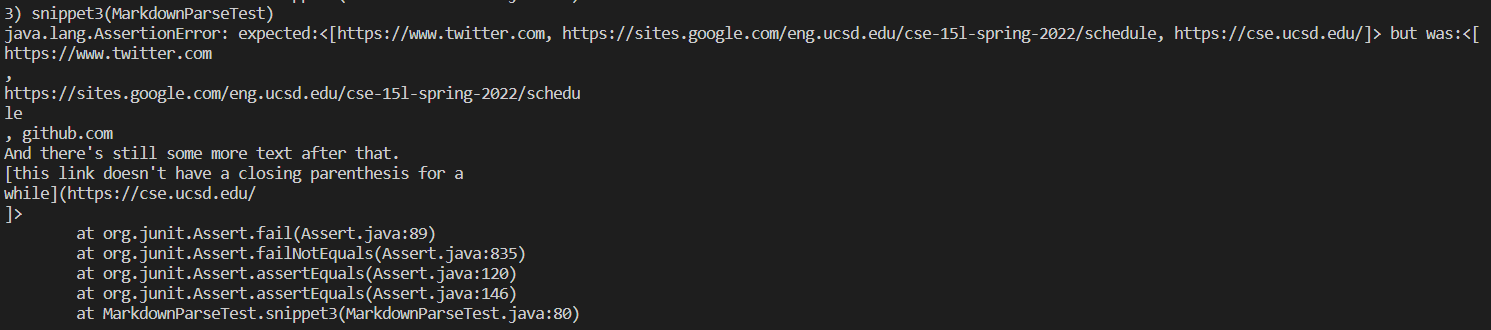 3) snippet3(MarkdownParseTest)
java.lang.AssertionError: expected:<[https://www.twitter.com, https://sites.google.com/eng.ucsd.edu/cse-15l-spring-2022/schedule, https://cse.ucsd.edu/]> but was:<[
https://www.twitter.com
,
https://sites.google.com/eng.ucsd.edu/cse-15l-spring-2022/schedu
le
, github.com
And there's still some more text after that.
[this link doesn't have a closing parenthesis for a
while](https://cse.ucsd.edu/
]>
at org.junit.Assert.fail(Assert.java:89)
at org.junit.Assert.failNotEquals(Assert.java:835)
at org.junit.Assert.assertEquals(Assert.java:120)
at org.junit.Assert.assertEquals(Assert.java:146)
at MarkdownParseTest.snippet3(MarkdownParseTest.java:80)